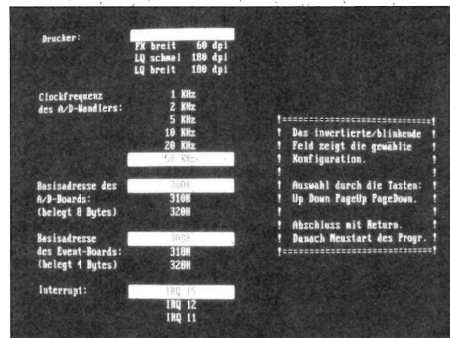 Drucker:
FX breit 60 dpi
LQ schmal 180 dpi
LQ breit 180 dpi
Clockfrequenz
des A/D-Wandlers:
1 KHz
2 KHz
5 KHz
10 KHz
20 KHz
50 KHz
Basisadresse des
A/D-Boards:
(belegt 8 Bytes)
300H
310H
320H
Basisadresse
des Event-Boards:
(belegt 4 Bytes)
300H
310H
320H
Interrupt:
IRQ 15
IRQ 12
IRQ 11
Das invertierte/blinkende
Feld zeigt die gewählte
Konfiguration.
Auswahl durch die Tasten:
Up Down PageUp PageDown.
Abschluss mit Return.
Danach Neustart des Progr.